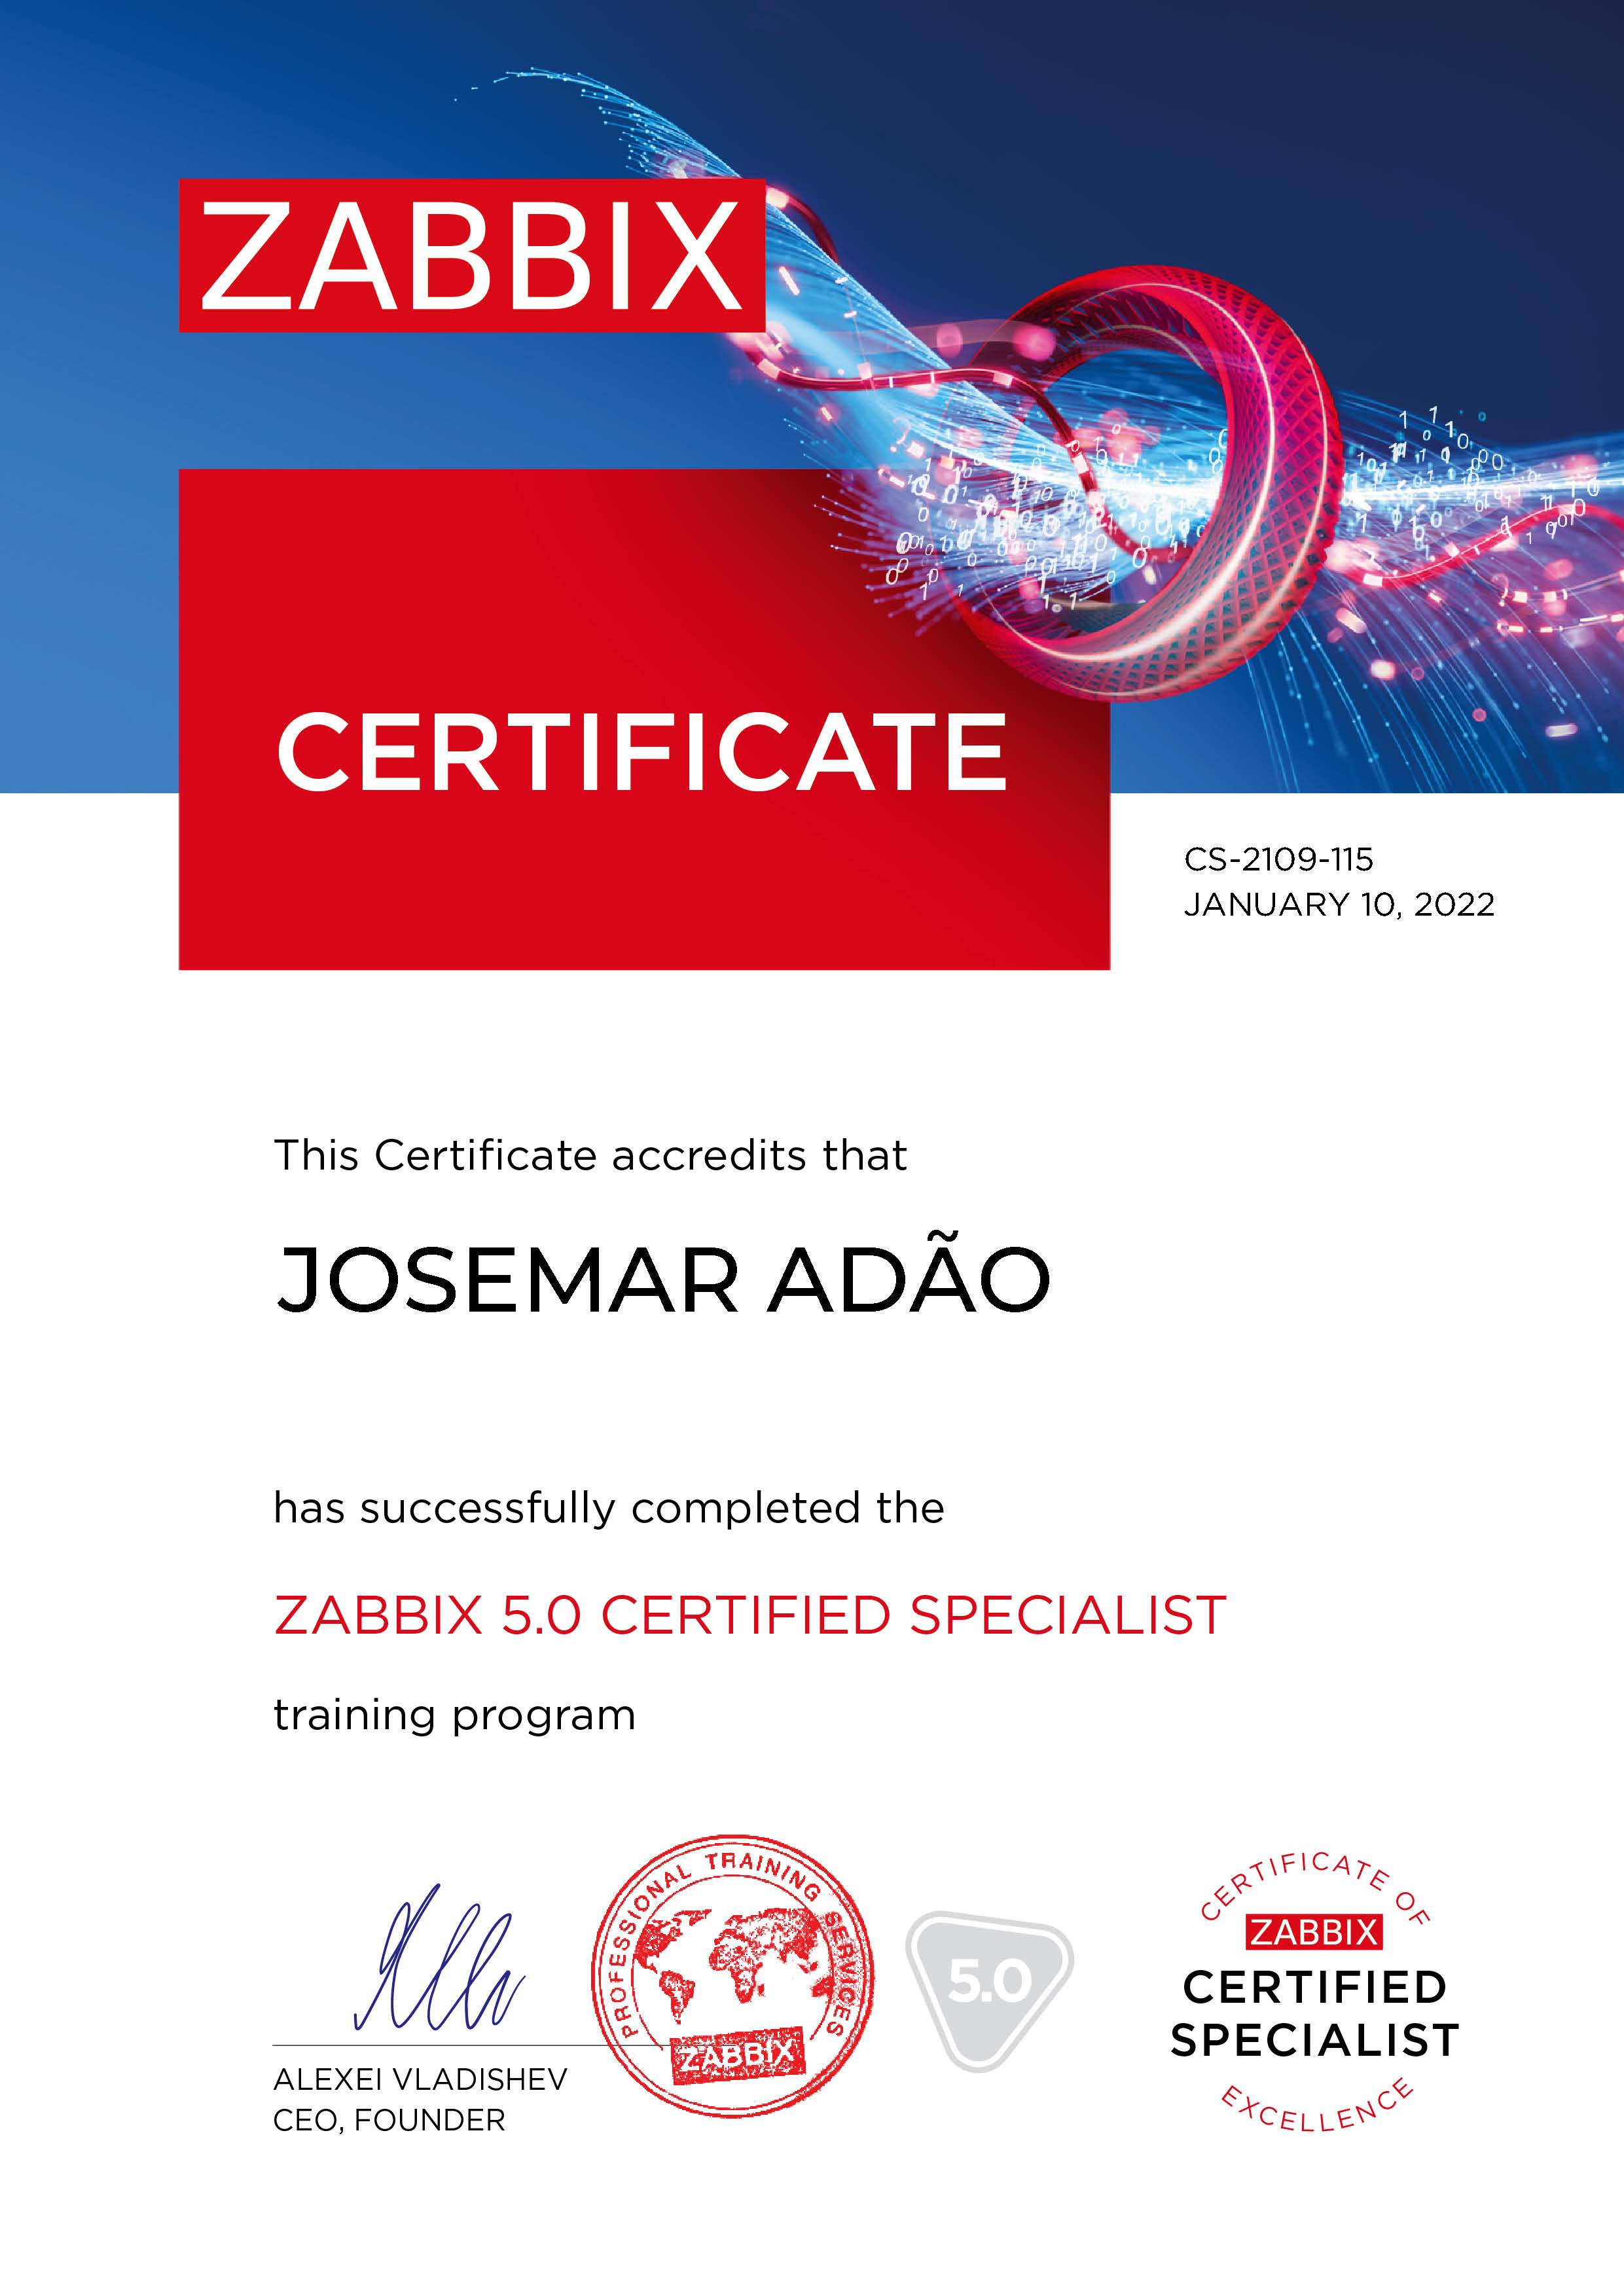 ZABBIX
CERTIFICATE
CS-2109-115
JANUARY 10, 2022
This Certificate accredits that
JOSEMAR ADÃO
has successfully completed the
ZABBIX 5.0 CERTIFIED SPECIALIST
training program
ALEXEI VLADISHEV
CEO, FOUNDER
PROFESSIONAL TRAINING SERVICES
ZABBIX
5.0
CERTIFICATE OF
ZABBIX
CERTIFIED
SPECIALIST
EXCELLENCE